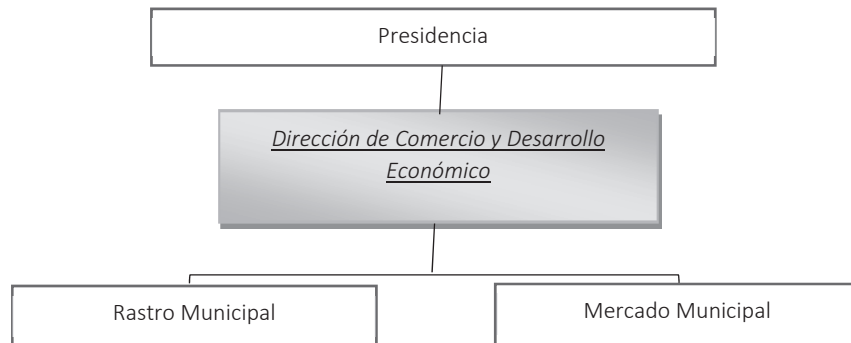 Presidencia
Dirección de Comercio y Desarrollo
Económico
Rastro Municipal
Mercado Municipal